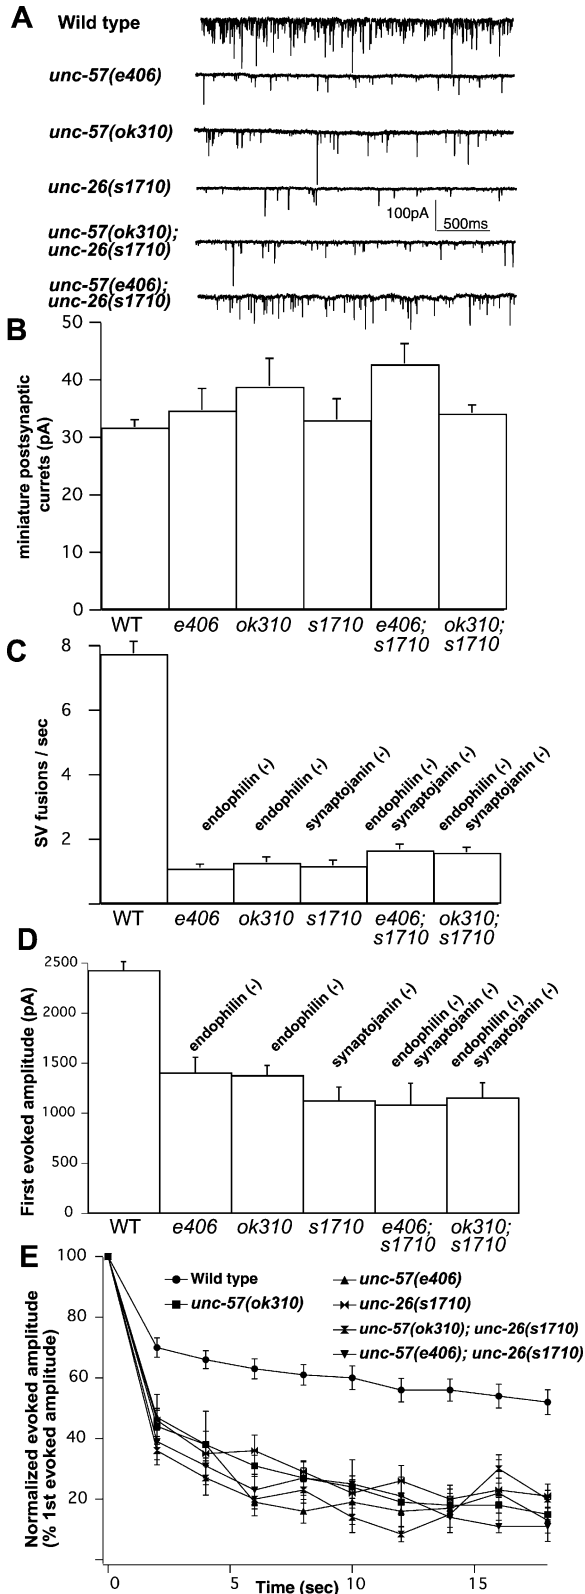 A
Wild type
unc-57(e406)
unc-57(ok310)
unc-26(s1710)
100pA
500ms
unc-57(ok310);
unc-26(s1710)
unc-57(e406);
unc-26(s1710)
B
miniature postsynaptic
currets (pA)
50
40
30
20
10
0
WT
e406
ok310
s1710
e406;
s1710
ok310;
s1710
C
SV fusions / sec
8
6
4
2
endophilin (-)
endophilin (-)
synaptojanin (-)
endophilin (-)
synaptojanin (-)
endophilin (-)
synaptojanin (-)
WT
e406
ok310
s1710
e406;
s1710
ok310;
s1710
D
First evoked amplitude (pA)
2500
2000
1500
1000
500
0
endophilin (-)
endophilin (-)
synaptojanin (-)
endophilin (-)
synaptojanin (-)
endophilin (-)
synaptojanin (-)
WT
e406
ok310
s1710
e406;
s1710
ok310;
s1710
E
Normalized evoked amplitude
(% 1st evoked amplitude)
100
80
60
40
20
Wild type
unc-57(ok310)
unc-57(e406)
unc-26(s1710)
unc-57(ok310); unc-26(s1710)
unc-57(e406); unc-26(s1710)
0
5
10
15
Time (sec)